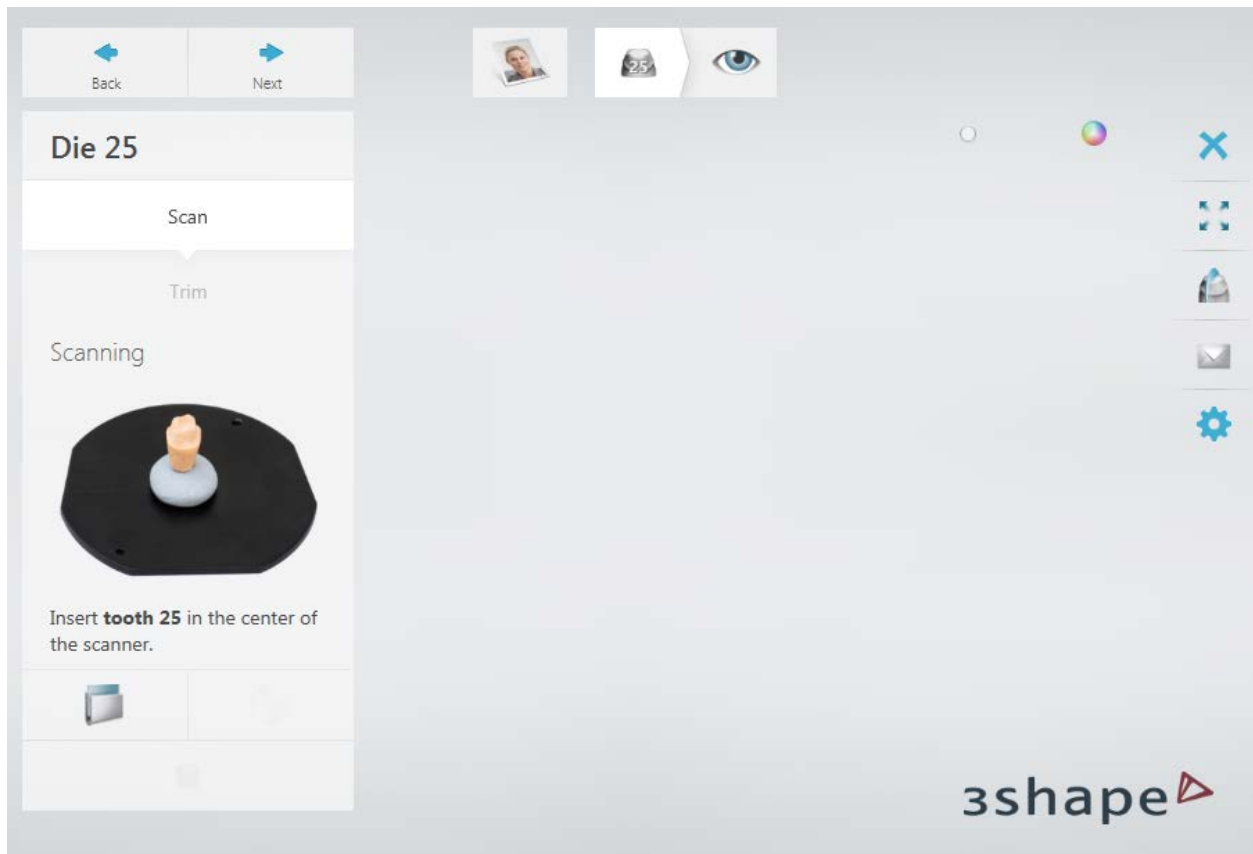 Back
Next
25
Die 25
Scan
Trim
Scanning
Insert tooth 25 in the center of
the scanner.
3shape